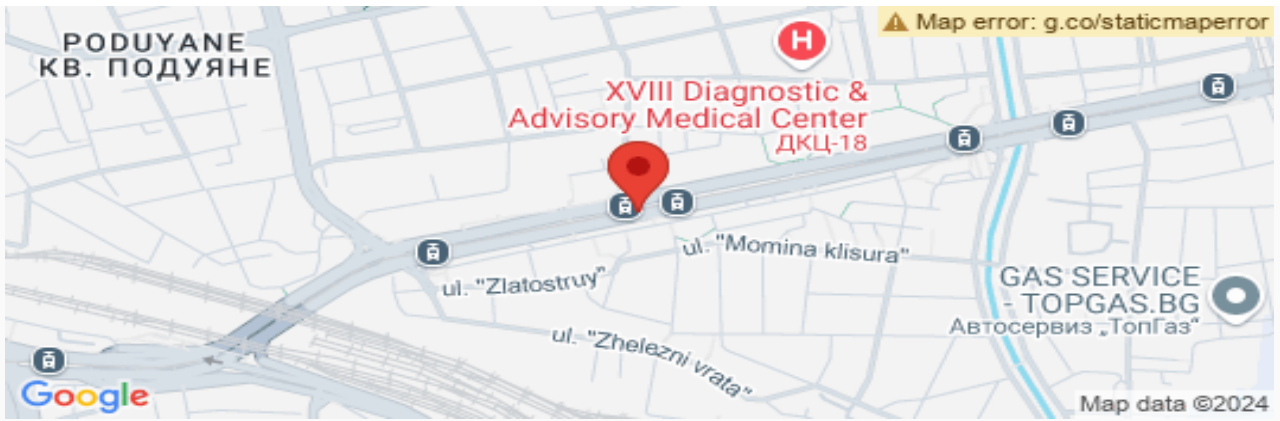 Map error: g.co/staticmaperror
PODUYANE
КВ. ПОДУЯНЕ
H
XVIII Diagnostic &
Advisory Medical Center
ДКЦ-18
ul. "Momina klisura"
ul. "Zlatostruy"
GAS SERVICE
- TOPGAS.BG
Автосервиз „ТопГаз“
ul. "Zhelezni vrata"
Google
Map data ©2024